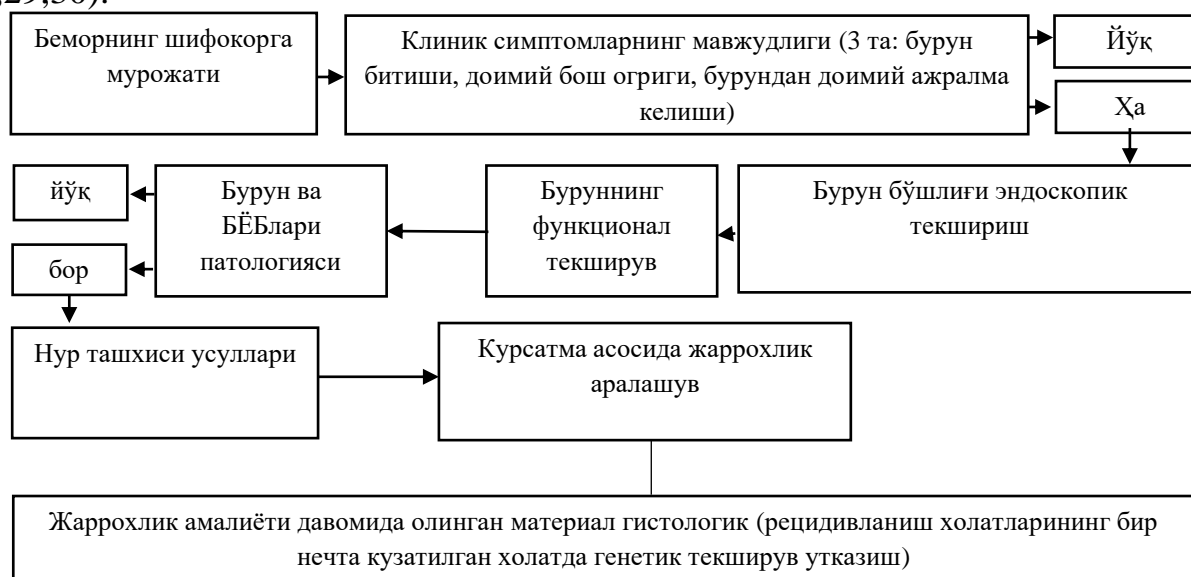 Беморнинг шифокорга
мурожати
Клиник симптомларнинг мавжудлиги (3 та: бурун
битиши, доимий бош огриги, бурундан доимий ажралма
келиши)
Йўқ
Ҳа
Бурун бўшлиғи эндоскопик
текшириш
Буруннинг
функционал
текширув
Бурун ва
БЁБлари
патологияси
йўқ
бор
Нур ташхиси усуллари
Курсатма асосида жаррохлик
аралашув
Жаррохлик амалиёти давомида олинган материал гистологик (рецидивланиш холатларининг бир
нечта кузатилган холатда генетик текширув утказиш)